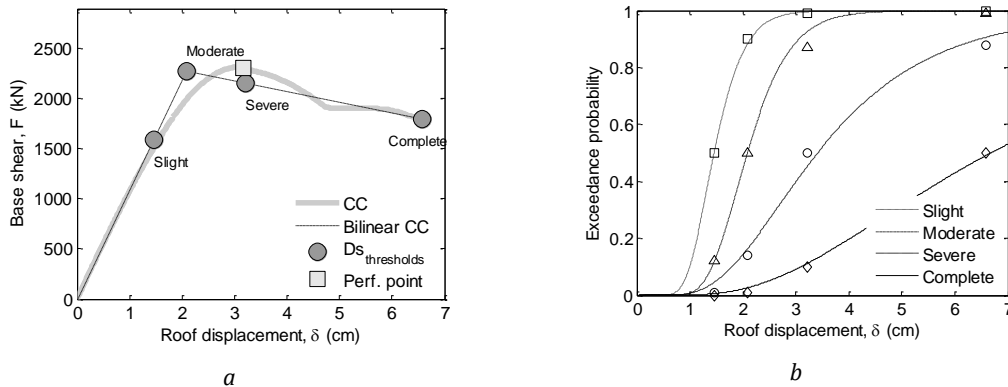 2500
2000
1500
1000
500
0
0 1 2 3 4 5 6 7
Base shear, F (kN)
Roof displacement, δ (cm)
Moderate
Severe
Slight
Complete
CC
Bilinear CC
Ds thresholds
Perf. point
a
1
0.8
0.6
0.4
0.2
0
0 1 2 3 4 5 6 7
Exceedance probability
Roof displacement, δ (cm)
Slight
Moderate
Severe
Complete
b